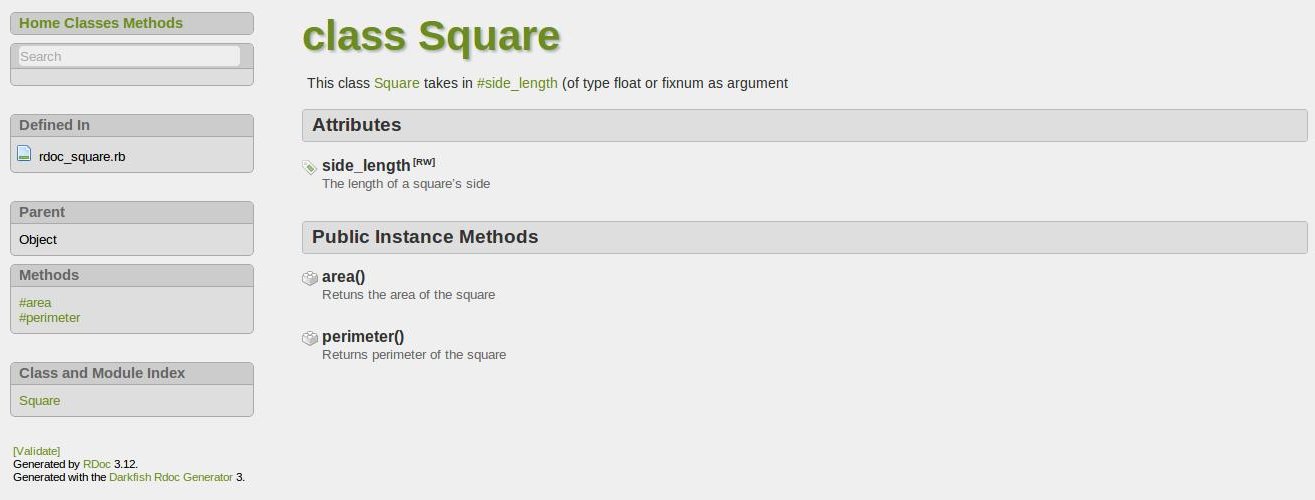 Home Classes Methods
Search
Defined In
rdoc_square.rb
Parent
Object
Methods
#area
#perimeter
Class and Module Index
Square
[Validate]
Generated by RDoc 3.12.
Generated with the Darkfish Rdoc Generator 3.
class Square
This class Square takes in #side_length (of type float or fixnum as argument
Attributes
side_length [RW]
The length of a square's side
Public Instance Methods
area()
Retuns the area of the square
perimeter()
Returns perimeter of the square